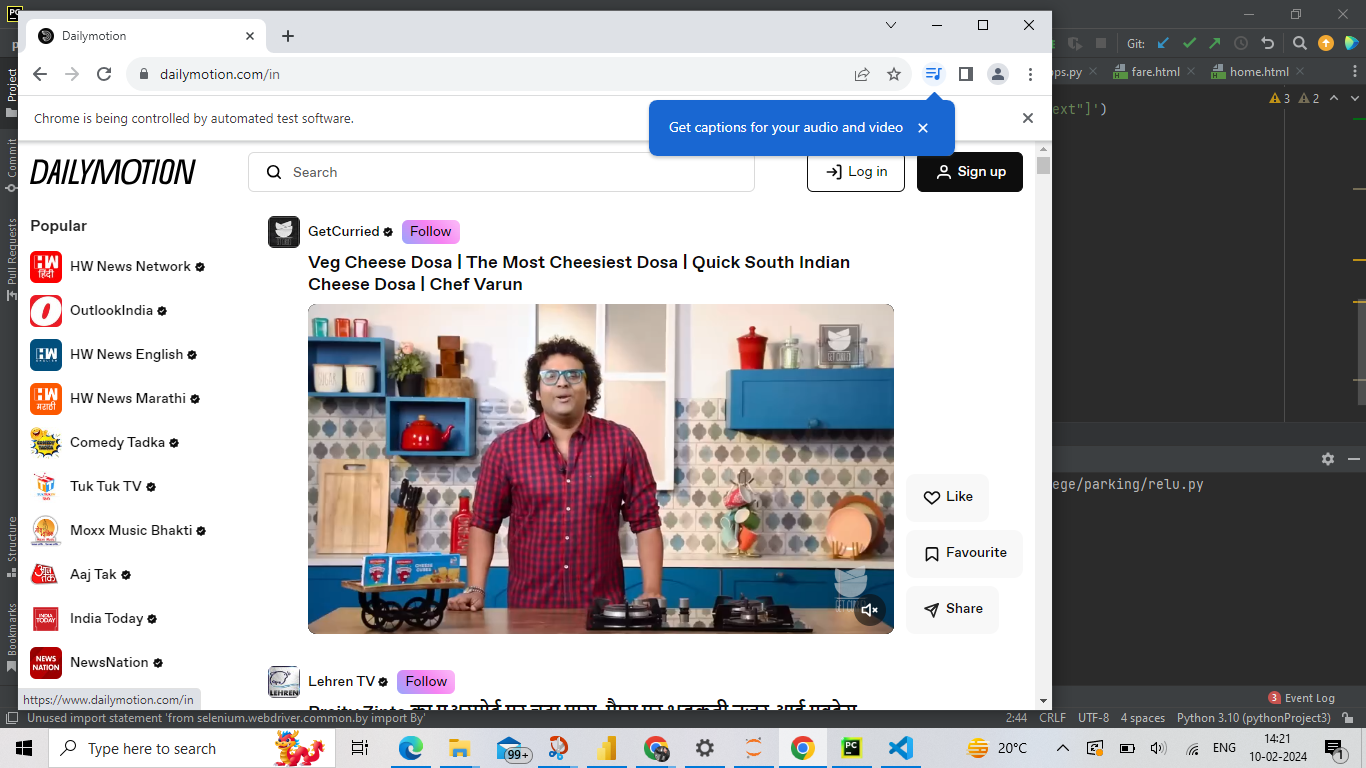 Dailymotion
dailymotion.com/in
Git:
ps.py
fare.html
home.html
Chrome is being controlled by automated test software.
Get captions for your audio and video
3
2
ext"]')
Project
Commit
Pull Requests
Structure
Bookmarks
DAILYMOTION
Search
Log in
Sign up
Popular
HW News Network
OutlookIndia
HW News English
HW News Marathi
Comedy Tadka
Tuk Tuk TV
Moxx Music Bhakti
Aaj Tak
India Today
NewsNation
GetCurried
Follow
Veg Cheese Dosa | The Most Cheesiest Dosa | Quick South Indian
Cheese Dosa | Chef Varun
GET CURRIED
Like
Favourite
Share
Lehren TV
Follow
ege/parking/relu.py
https://www.dailymotion.com/in
3 Event Log
Unused import statement 'from selenium.webdriver.common.by import By'
2:44 CRLF UTF-8 4 spaces Python 3.10 (pythonProject3)
Type here to search
99+
20°C
ENG
14:21
10-02-2024
1